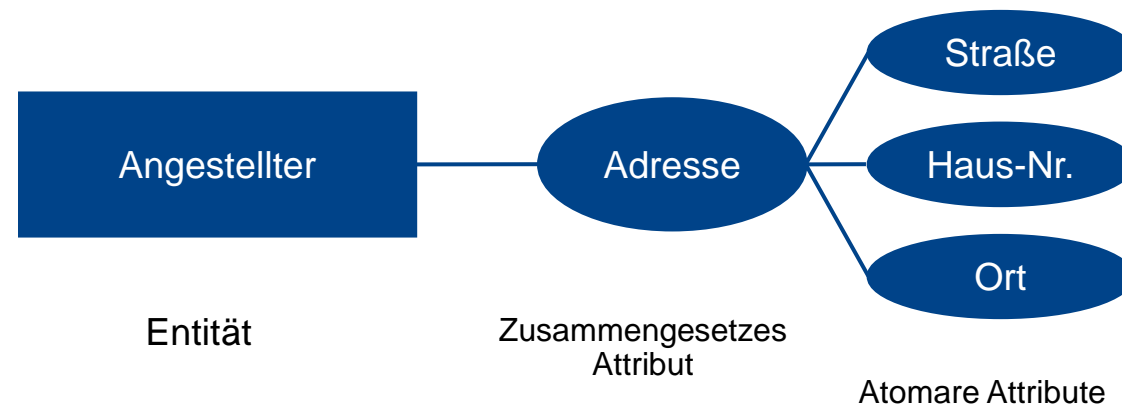 Straße
Angestellter
Adresse
Haus-Nr.
Ort
Entität
Zusammengesetzes
Attribut
Atomare Attribute